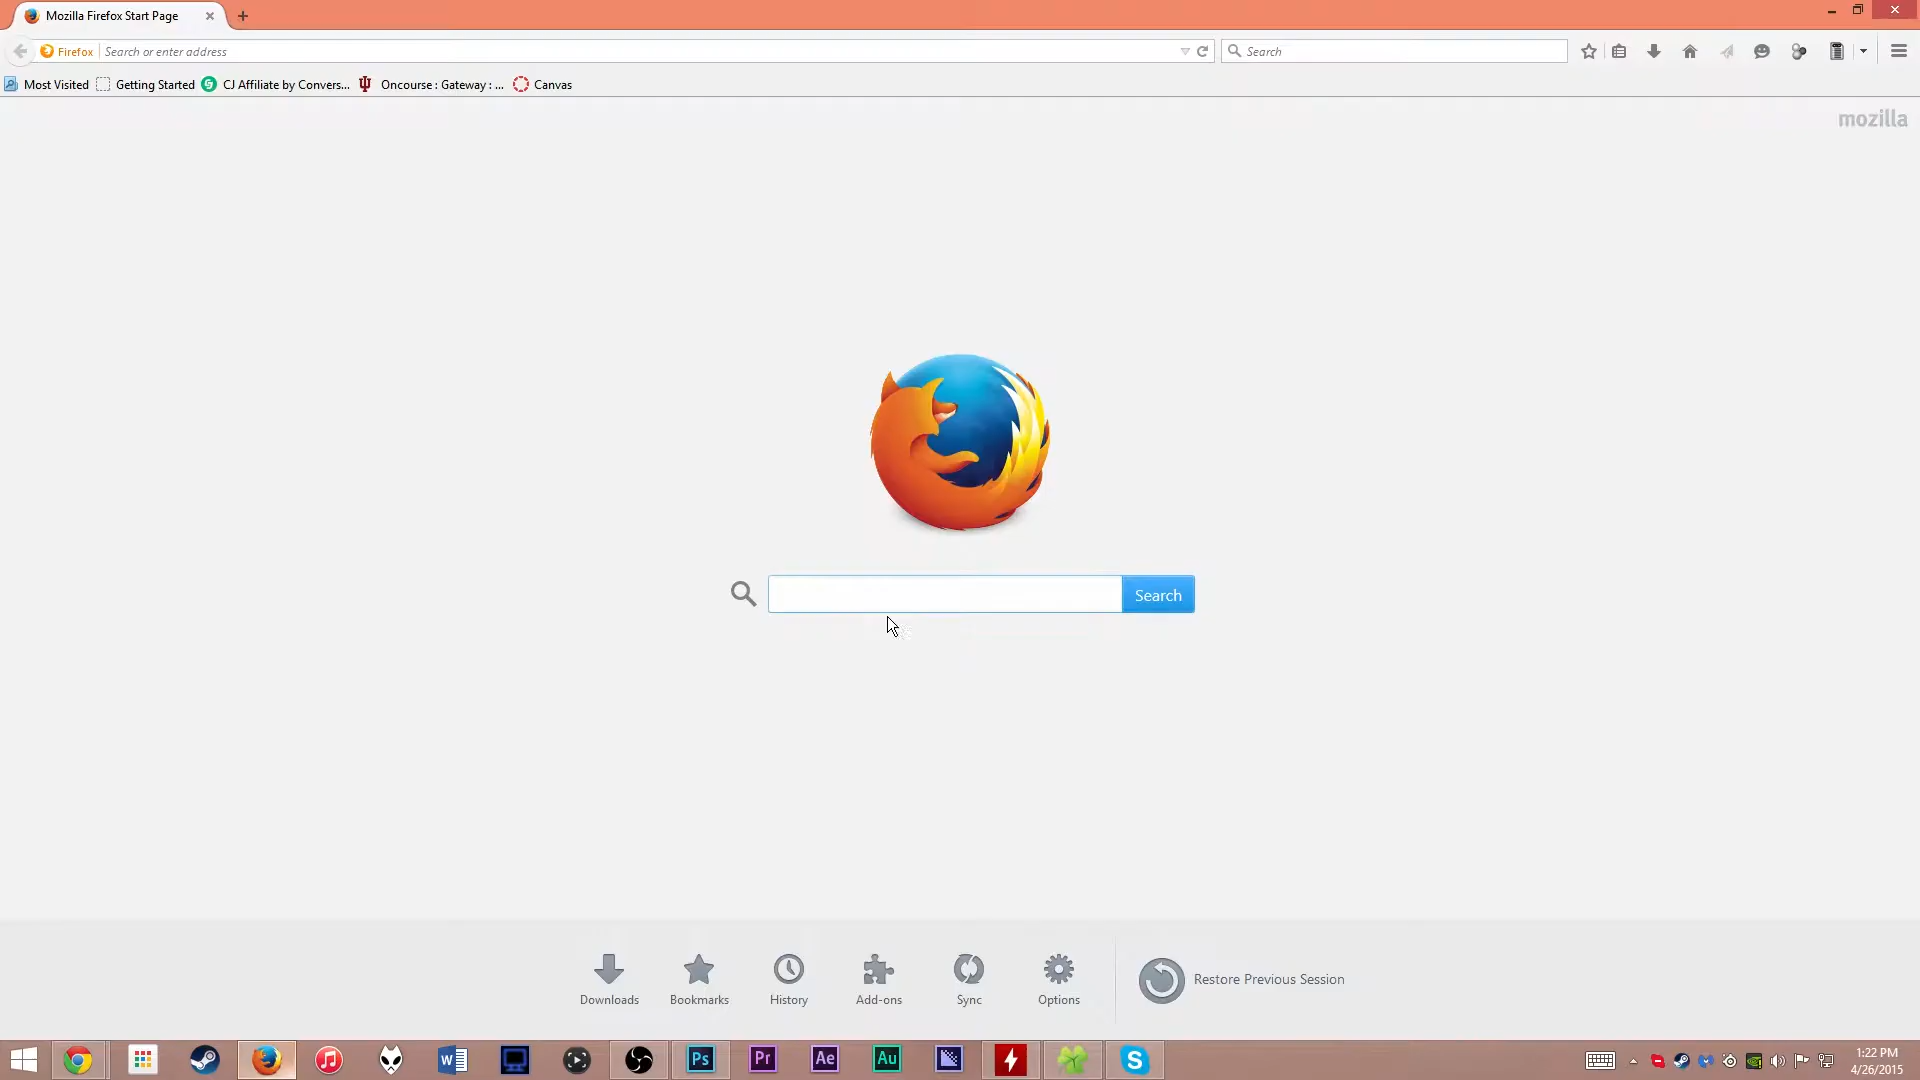 Mozilla Firefox Start Page
Firefox Search or enter address
Search
Most Visited Getting Started CJ Affiliate by Convers... Oncourse : Gateway : ... Canvas
mozilla
Search
Downloads Bookmarks History Add-ons Sync Options Restore Previous Session
Ps Pr Ae Au
1:22 PM
4/26/2015